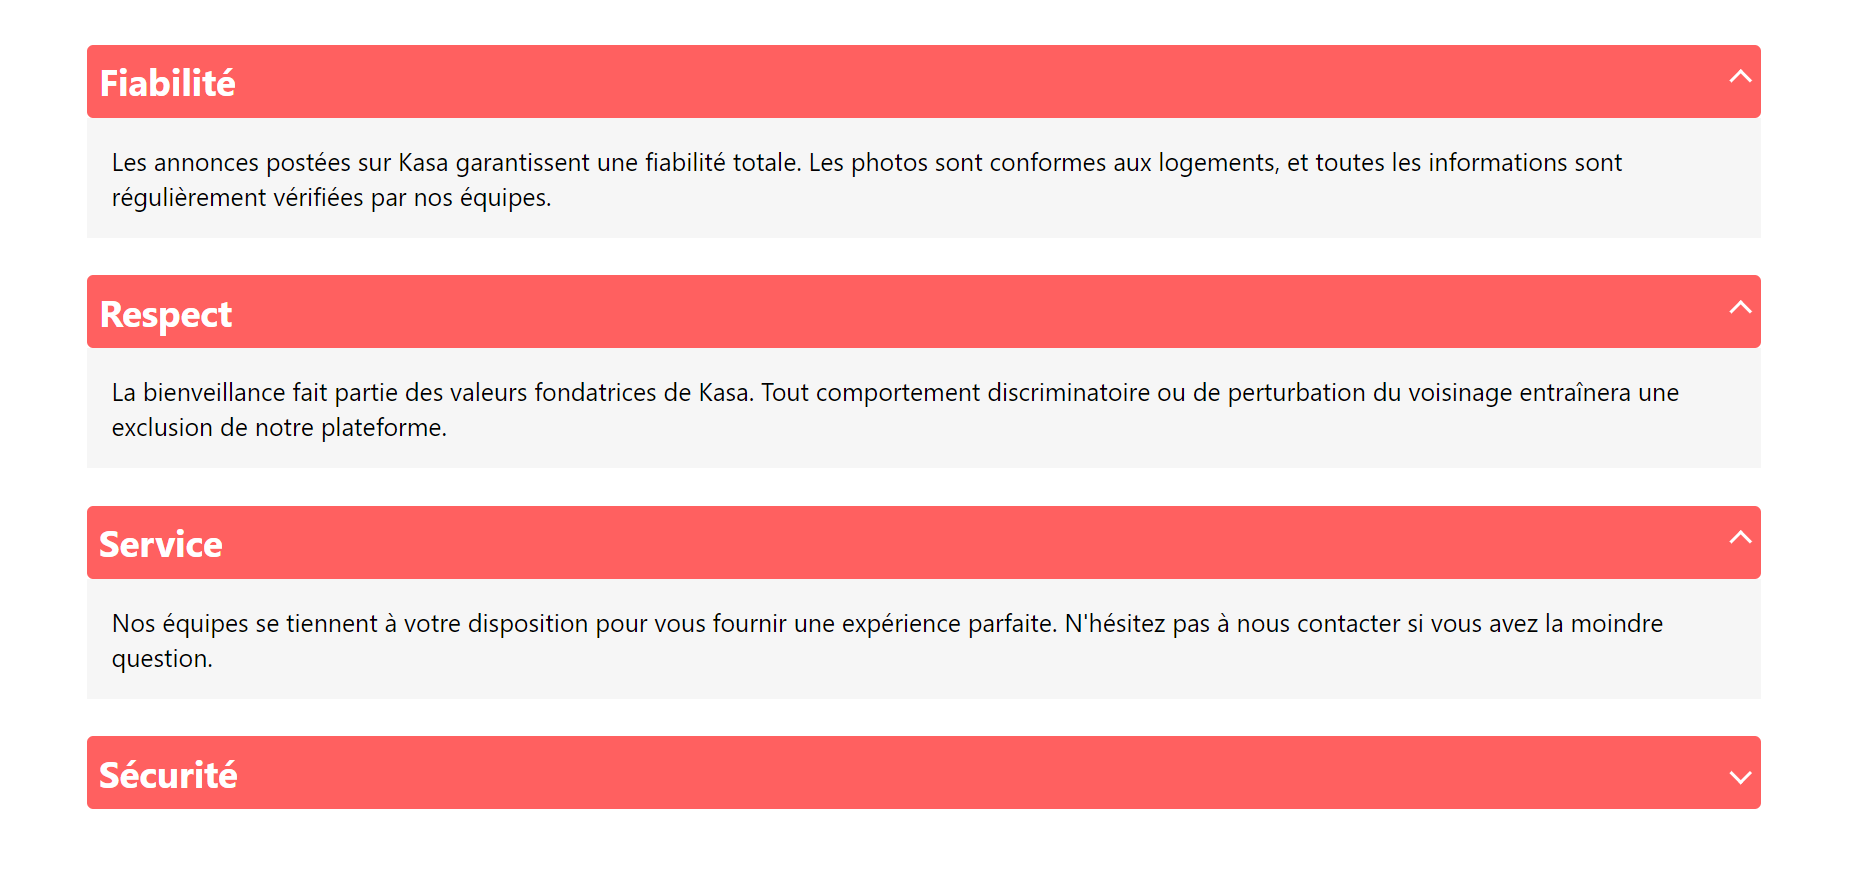 Fiabilité
Les annonces postées sur Kasa garantissent une fiabilité totale. Les photos sont conformes aux logements, et toutes les informations sont
régulièrement vérifiées par nos équipes.
Respect
La bienveillance fait partie des valeurs fondatrices de Kasa. Tout comportement discriminatoire ou de perturbation du voisinage entraînera une
exclusion de notre plateforme.
Service
Nos équipes se tiennent à votre disposition pour vous fournir une expérience parfaite. N'hésitez pas à nous contacter si vous avez la moindre
question.
Sécurité